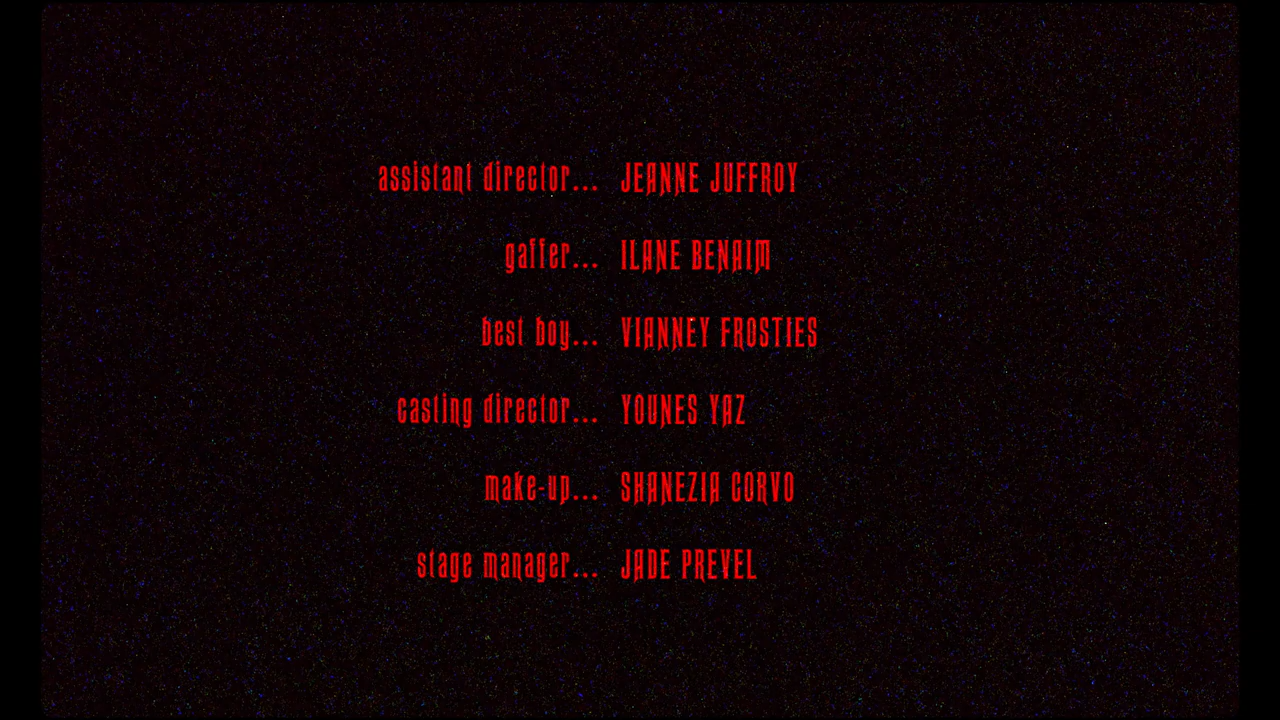 assistant director... JEANNE JUFFROY
gaffer... ILANE BENAIM
best boy... VIANNEY FROSTIES
casting director... YOUNES YAZ
make-up... SHANEZIA CORVO
stage manager... JADE PREVEL